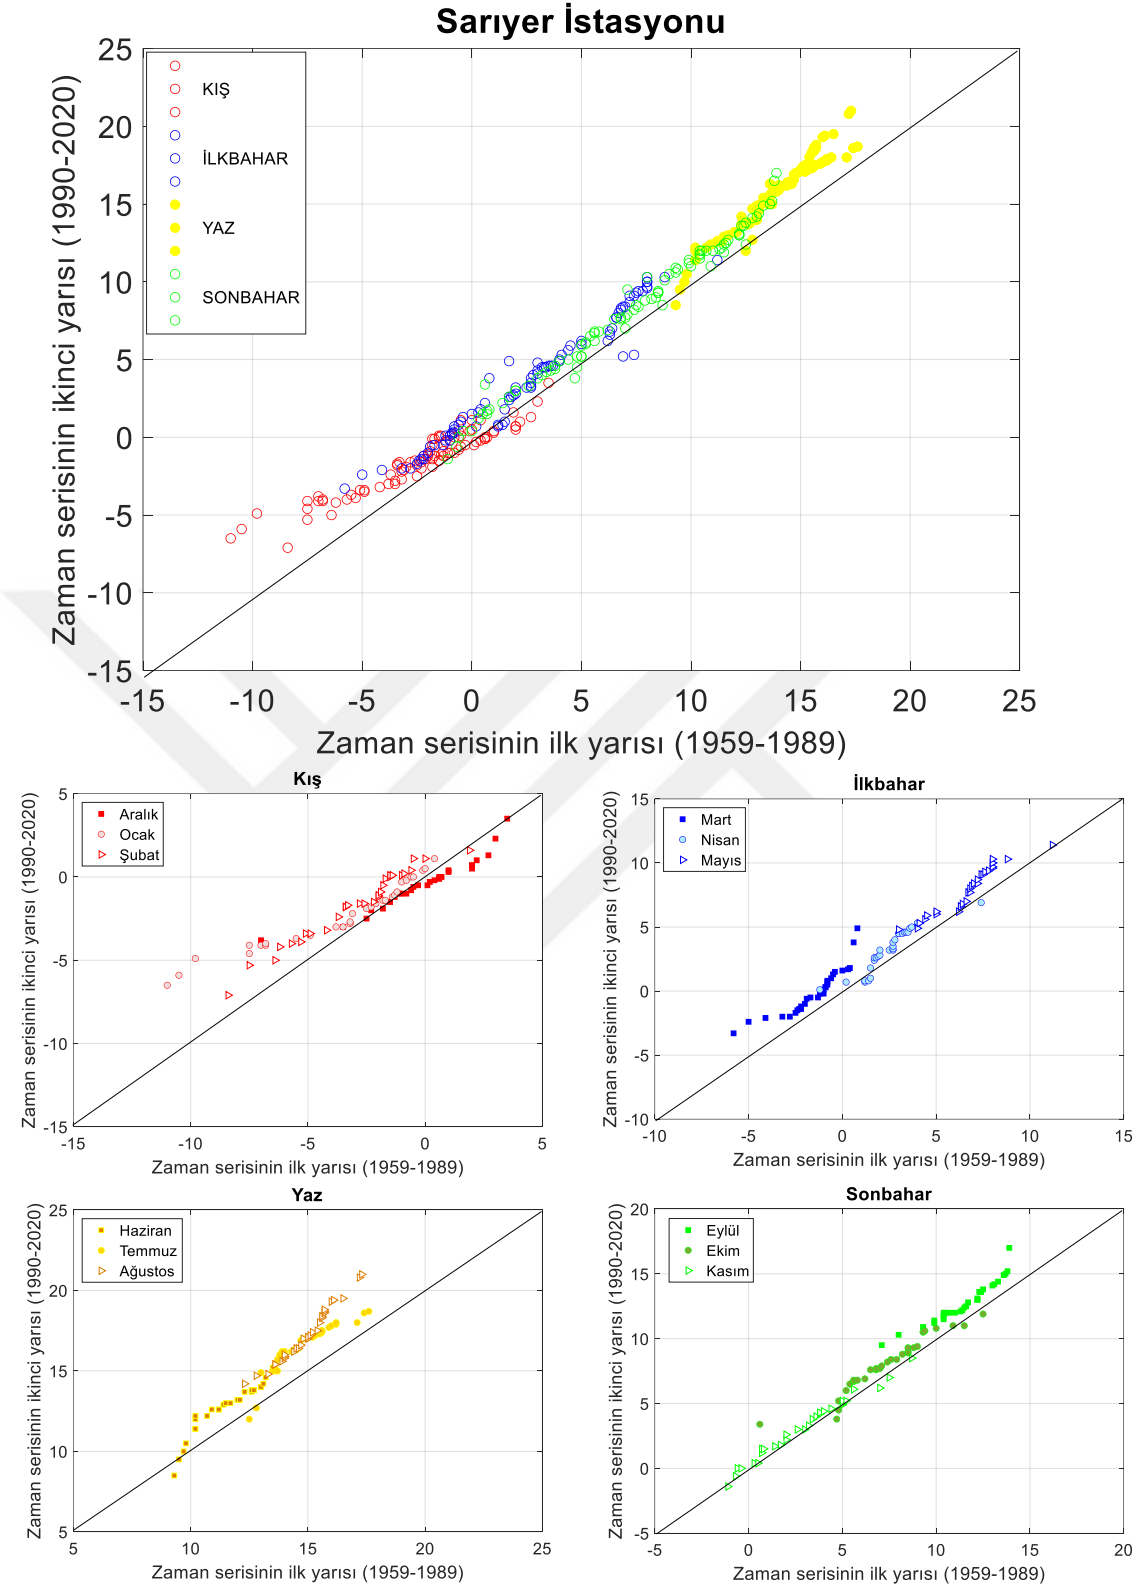 Sarıyer İstasyonu
Zaman serisinin ikinci yarısı (1990-2020)
25
20
15
10
5
0
-5
-10
-15
KIŞ
İLKBAHAR
YAZ
SONBAHAR
-15 -10 -5 0 5 10 15 20 25
Zaman serisinin ilk yarısı (1959-1989)
Kış
Zaman serisinin ikinci yarısı (1990-2020)
5
0
-5
-10
-15
Aralık
Ocak
Şubat
-15 -10 -5 0 5
Zaman serisinin ilk yarısı (1959-1989)
İlkbahar
Zaman serisinin ikinci yarısı (1990-2020)
15
10
5
0
-5
-10
Mart
Nisan
Mayıs
-10 -5 0 5 10 15
Zaman serisinin ilk yarısı (1959-1989)
Yaz
Zaman serisinin ikinci yarısı (1990-2020)
25
20
15
10
5
Haziran
Temmuz
Ağustos
5 10 15 20 25
Zaman serisinin ilk yarısı (1959-1989)
Sonbahar
Zaman serisinin ikinci yarısı (1990-2020)
20
15
10
5
0
-5
Eylül
Ekim
Kasım
-5 0 5 10 15 20
Zaman serisinin ilk yarısı (1959-1989)